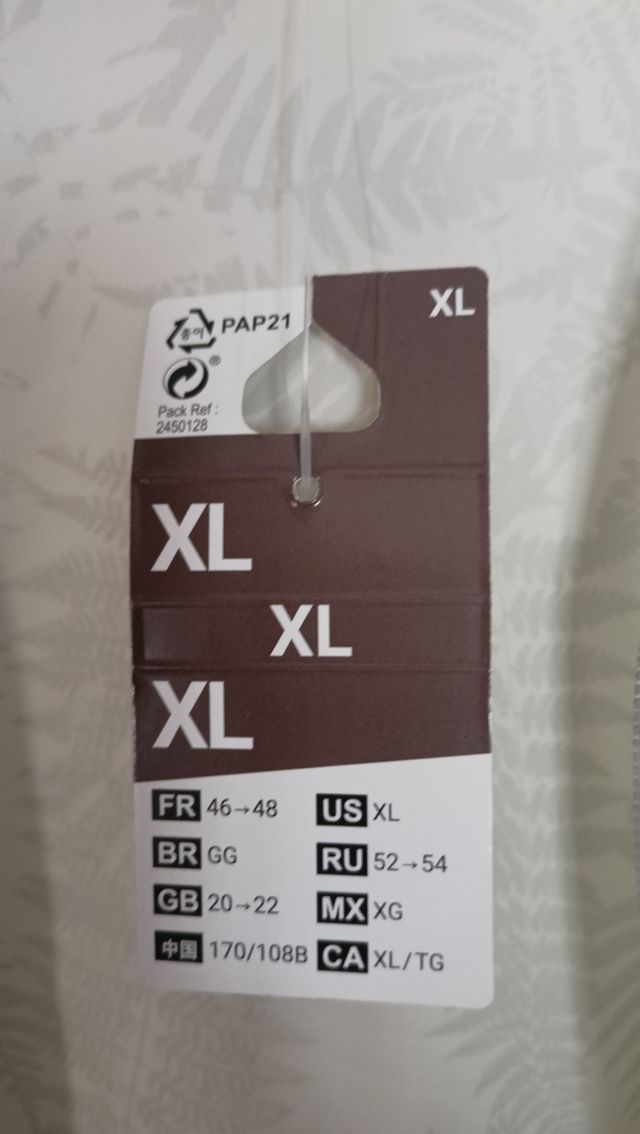 XL
종이 PAP21
®
Pack Ref :
2450128
XL
XL
XL
FR 46→48 US XL
BR GG RU 52→54
GB 20→22 MX XG
中国 170/108B CA XL/TG